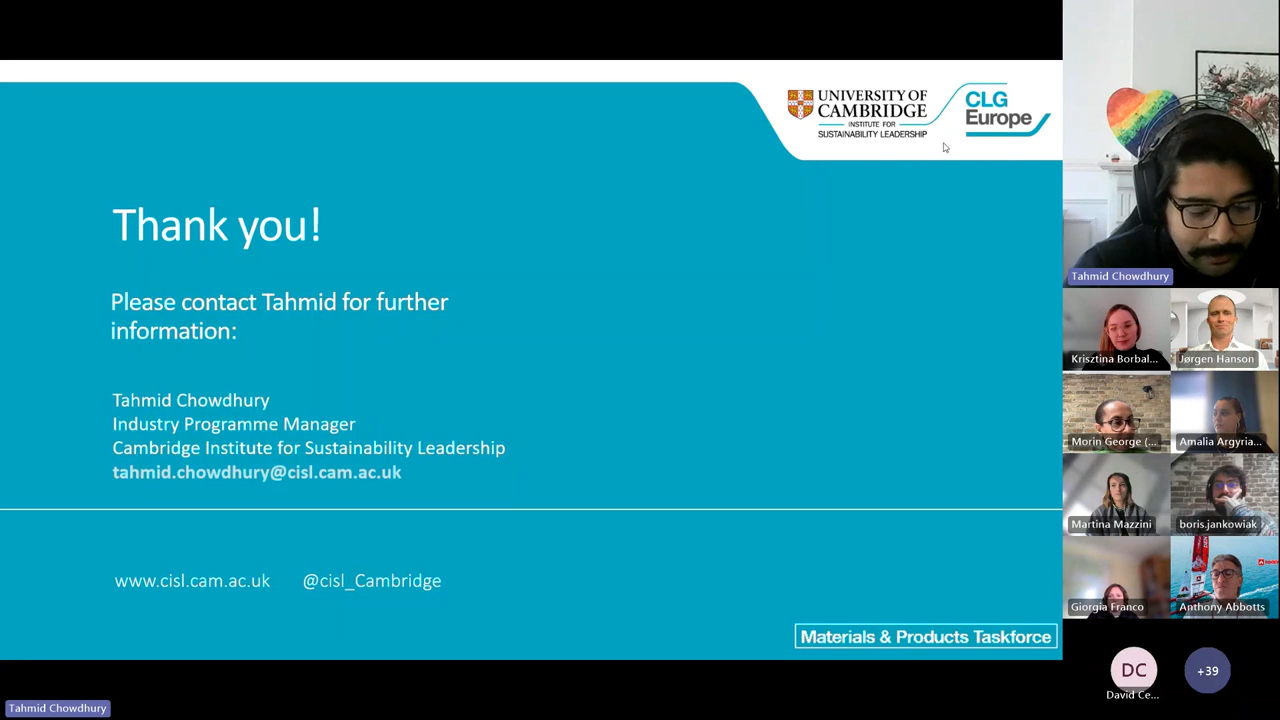 UNIVERSITY OF
CAMBRIDGE
INSTITUTE FOR
SUSTAINABILITY LEADERSHIP
CLG
Europe
Thank you!
Please contact Tahmid for further
information:
Tahmid Chowdhury
Industry Programme Manager
Cambridge Institute for Sustainability Leadership
tahmid.chowdhury@cisl.cam.ac.uk
www.cisl.cam.ac.uk @cisl_Cambridge
Materials & Products Taskforce
Tahmid Chowdhury
Tahmid Chowdhury
Krisztina Borbal...
Jørgen Hanson
Morin George (...
Amalia Argyria...
Martina Mazzini
boris.jankowiak
Giorgia Franco
Anthony Abbotts
DC
David Ce...
+39